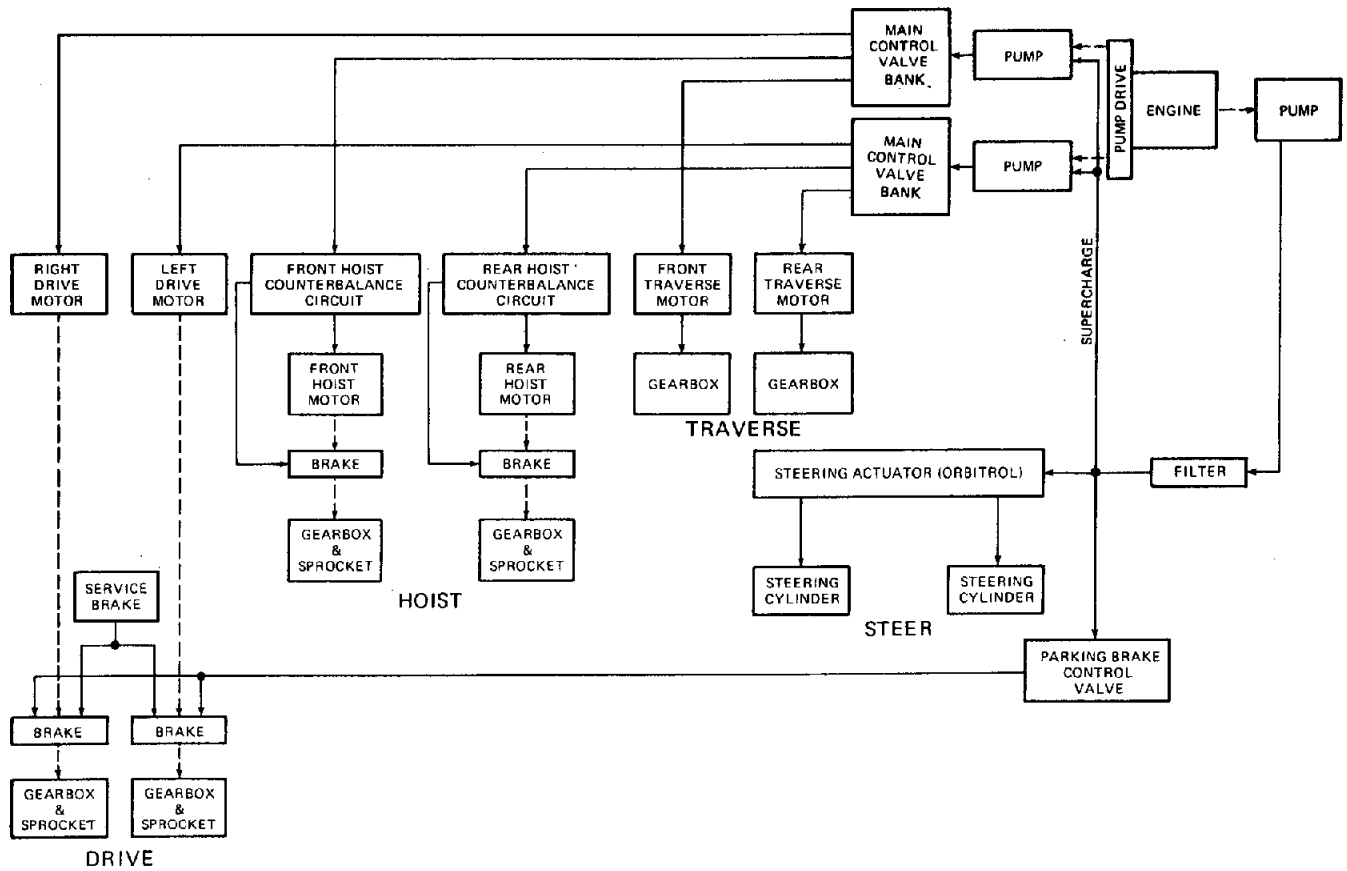 MAIN
CONTROL
VALVE
BANK
PUMP
PUMP DRIVE
ENGINE
PUMP
MAIN
CONTROL
VALVE
BANK
PUMP
SUPERCHARGE
RIGHT
DRIVE
MOTOR
LEFT
DRIVE
MOTOR
FRONT HOIST
COUNTERBALANCE
CIRCUIT
REAR HOIST
COUNTERBALANCE
CIRCUIT
FRONT
TRAVERSE
MOTOR
REAR
TRAVERSE
MOTOR
FRONT
HOIST
MOTOR
REAR
HOIST
MOTOR
GEARBOX
GEARBOX
TRAVERSE
BRAKE
BRAKE
STEERING ACTUATOR (ORBITROL)
FILTER
GEARBOX
&
SPROCKET
GEARBOX
&
SPROCKET
HOIST
STEERING
CYLINDER
STEERING
CYLINDER
STEER
SERVICE
BRAKE
PARKING BRAKE
CONTROL
VALVE
BRAKE
BRAKE
GEARBOX
&
SPROCKET
GEARBOX
&
SPROCKET
DRIVE